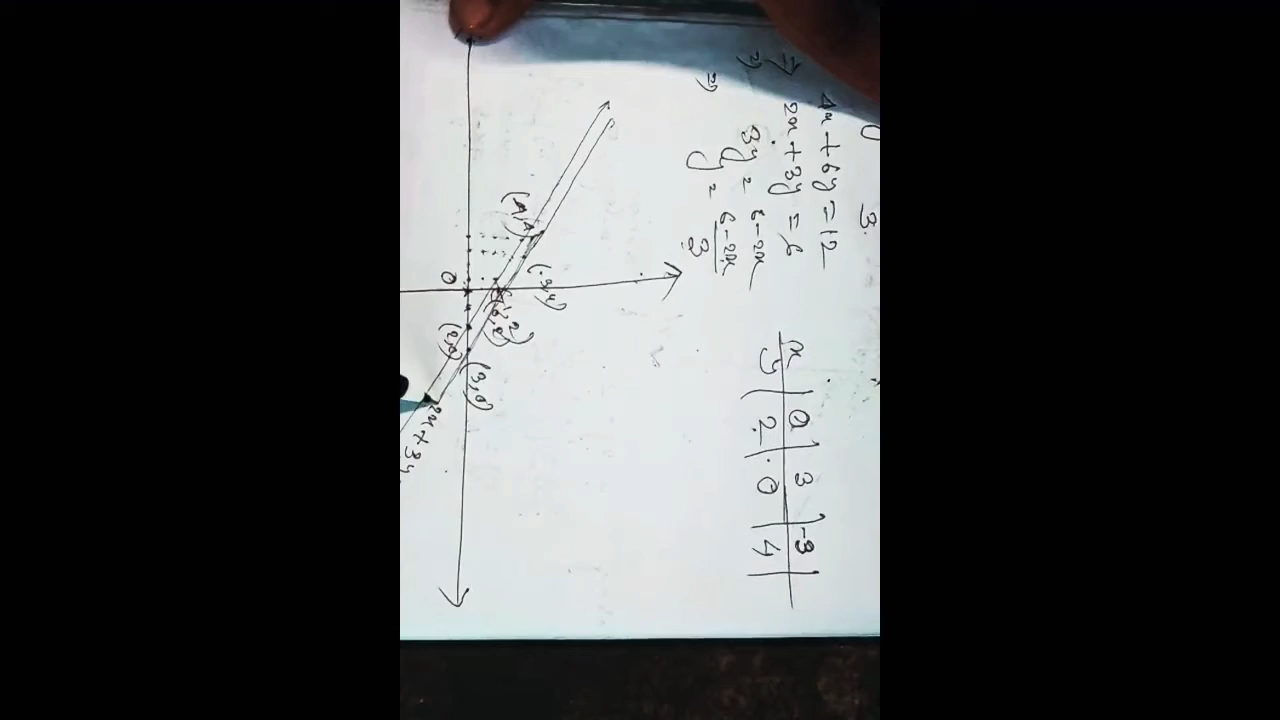 3.
4x + 6y = 12
⇒ 2x + 3y = 6
⇒ 3y = 6 - 2x
⇒ y = 6 - 2x
3
x 0 3 -3
y 2 0 4
(-3,4)
0
(2,0)
(3,0)
2x + 3y